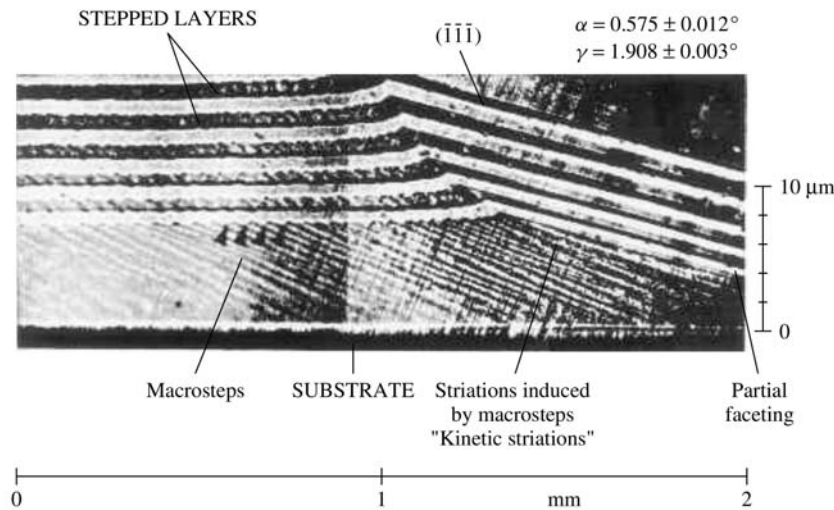 STEPPED LAYERS
(1̅1̅1̅)
α = 0.575 ± 0.012°
γ = 1.908 ± 0.003°
10 μm
0
Macrosteps
SUBSTRATE
Striations induced
by macrosteps
"Kinetic striations"
Partial
faceting
0
1
mm
2